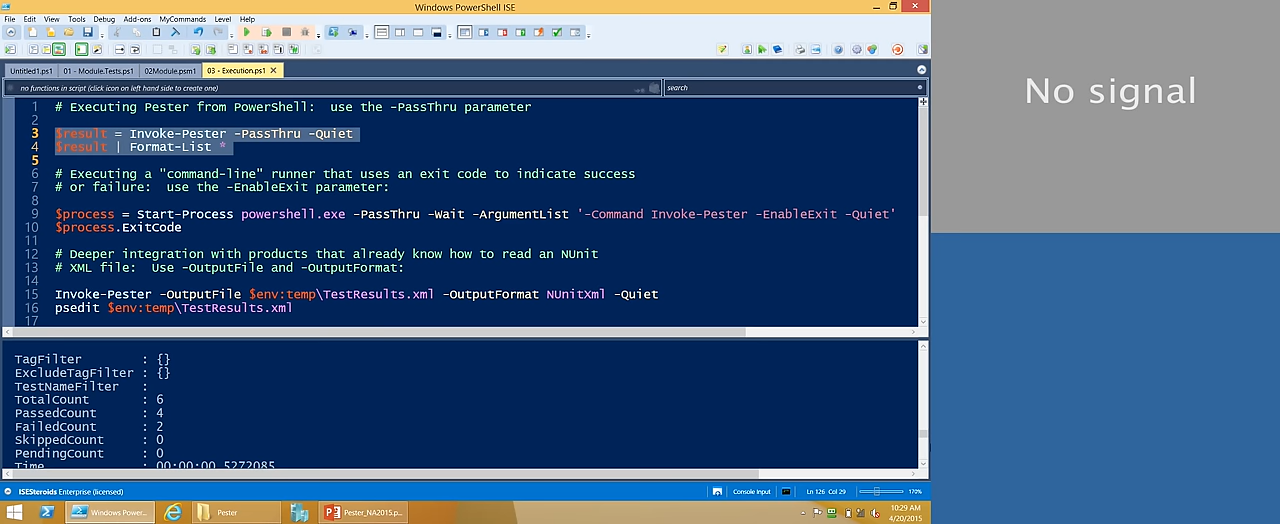 Windows PowerShell ISE
File Edit View Tools Debug Add-ons MyCommands Level Help
Untitled1.ps1 01 - Module.Tests.ps1 02Module.psm1 03 - Execution.ps1
no functions in script (click icon on left hand side to create one) search
1 # Executing Pester from PowerShell: use the -PassThru parameter
2
3 $result = Invoke-Pester -PassThru -Quiet
4 $result | Format-List *
5
6 # Executing a "command-line" runner that uses an exit code to indicate success
7 # or failure: use the -EnableExit parameter:
8
9 $process = Start-Process powershell.exe -PassThru -Wait -ArgumentList '-Command Invoke-Pester -EnableExit -Quiet'
10 $process.ExitCode
11
12 # Deeper integration with products that already know how to read an NUnit
13 # XML file: Use -OutputFile and -OutputFormat:
14
15 Invoke-Pester -OutputFile $env:temp\TestResults.xml -OutputFormat NUnitXml -Quiet
16 psedit $env:temp\TestResults.xml
17
TagFilter : {}
ExcludeTagFilter : {}
TestNameFilter :
TotalCount : 6
PassedCount : 4
FailedCount : 2
SkippedCount : 0
PendingCount : 0
Time : 00:00:00.5272085
ISESteroids Enterprise (licensed) Console Input Ln 126 Col 29 170%
Windows Power... Pester Pester_NA2015.p... 10:29 AM
4/20/2015
No signal